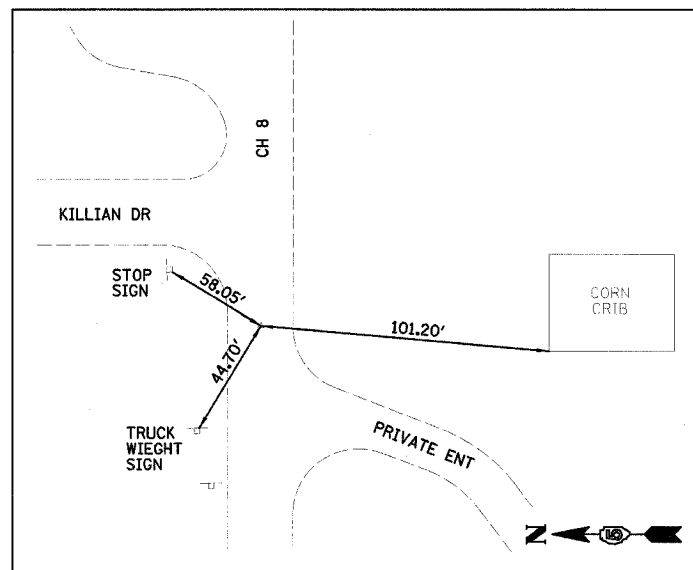 CH 8
KILLIAN DR
STOP
SIGN
58.05'
CORN
CRIB
101.20'
44.70'
TRUCK
WIEGHT
SIGN
PRIVATE ENT
N